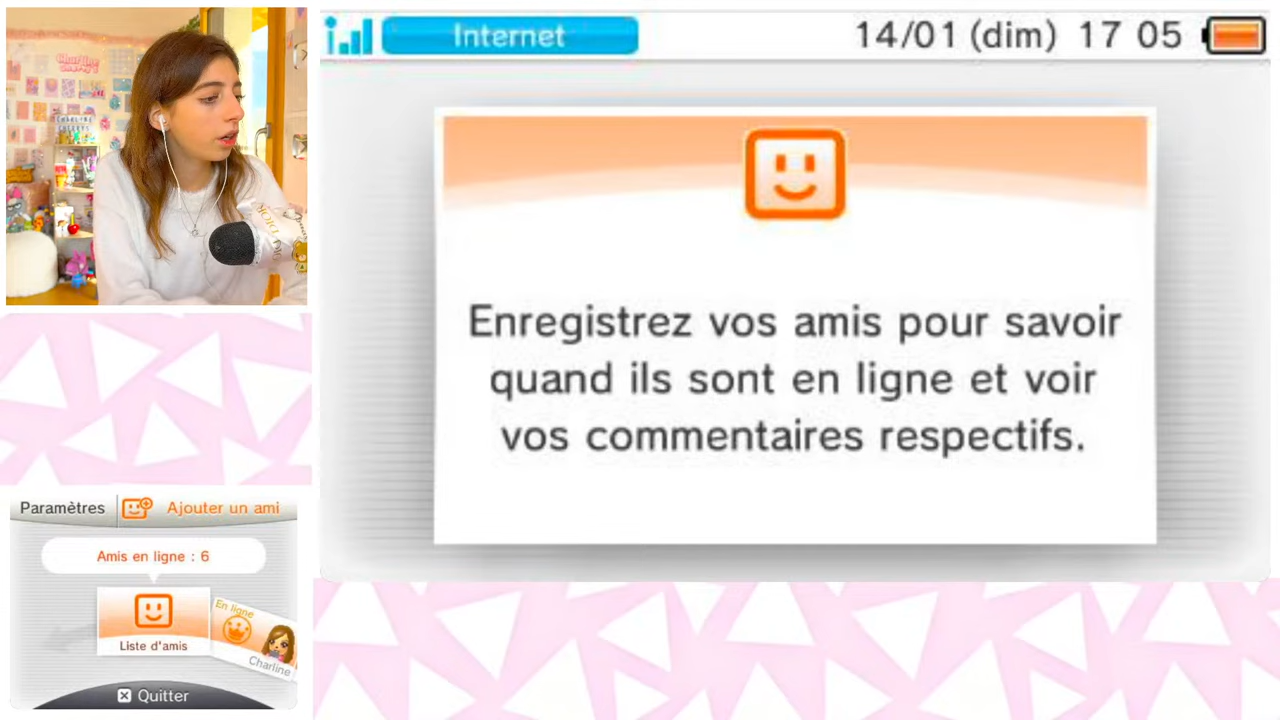 Internet
14/01 (dim) 17 05
Enregistrez vos amis pour savoir
quand ils sont en ligne et voir
vos commentaires respectifs.
Paramètres
Ajouter un ami
Amis en ligne : 6
Liste d'amis
En ligne
Charline
X Quitter